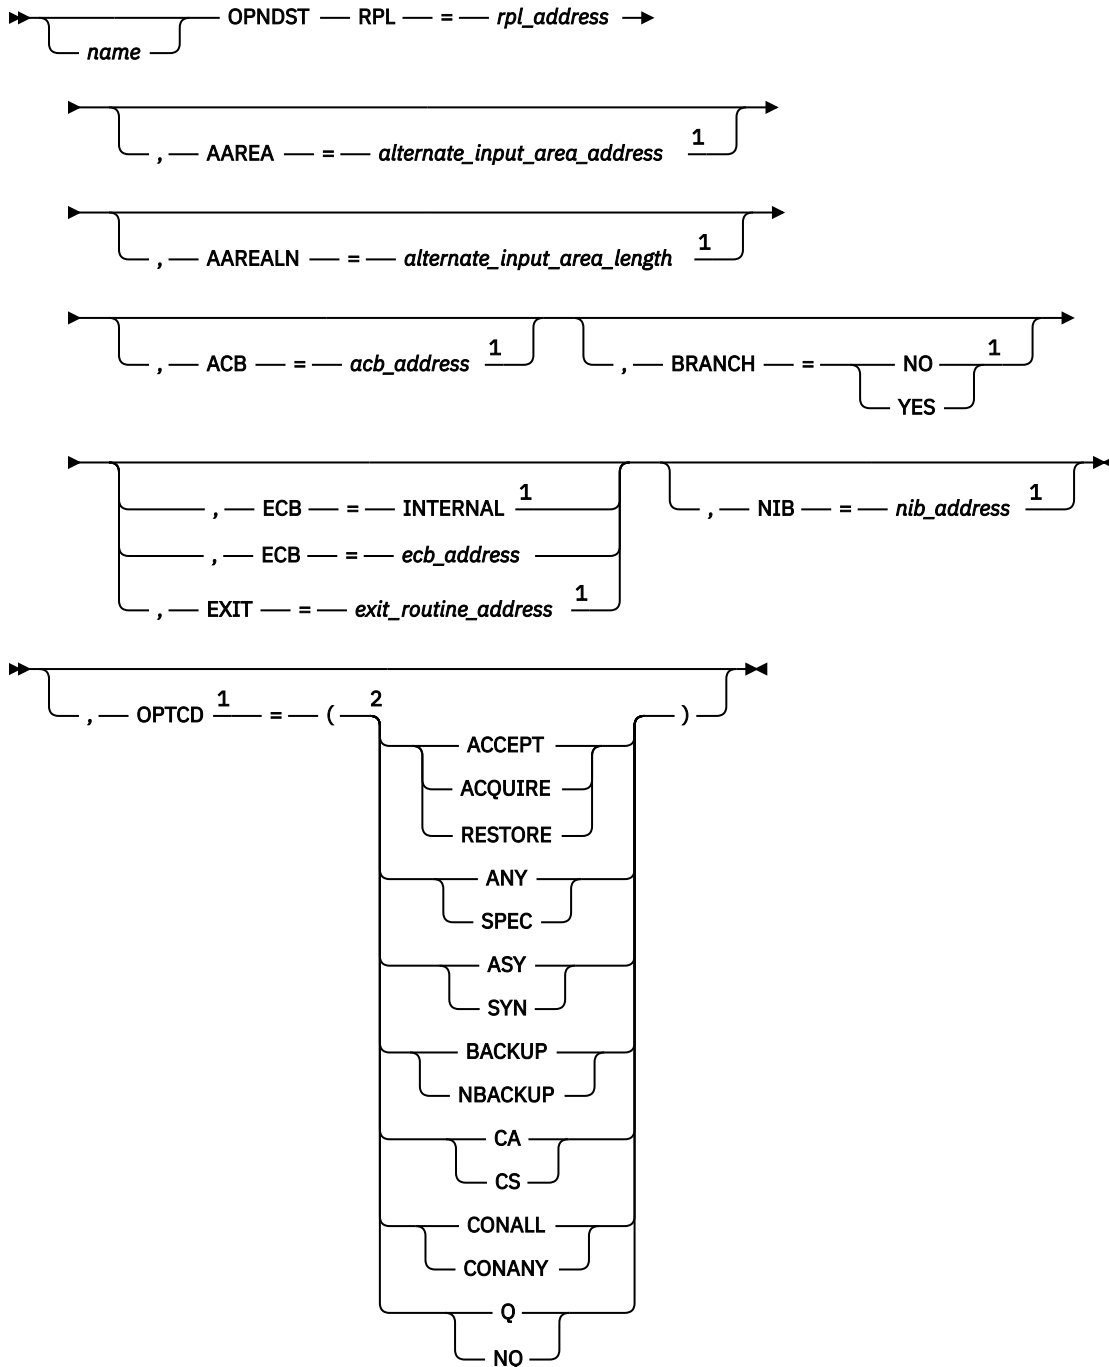 OPNDST RPL = rpl_address
name
, AAREA = alternate_input_area_address 1
, AAREALN = alternate_input_area_length 1
, ACB = acb_address 1 , BRANCH = NO 1
YES
, ECB = INTERNAL 1 , NIB = nib_address 1
, ECB = ecb_address
, EXIT = exit_routine_address 1
, OPTCD 1 = ( 2 )
ACCEPT
ACQUIRE
RESTORE
ANY
SPEC
ASY
SYN
BACKUP
NBACKUP
CA
CS
CONALL
CONANY
Q
NQ